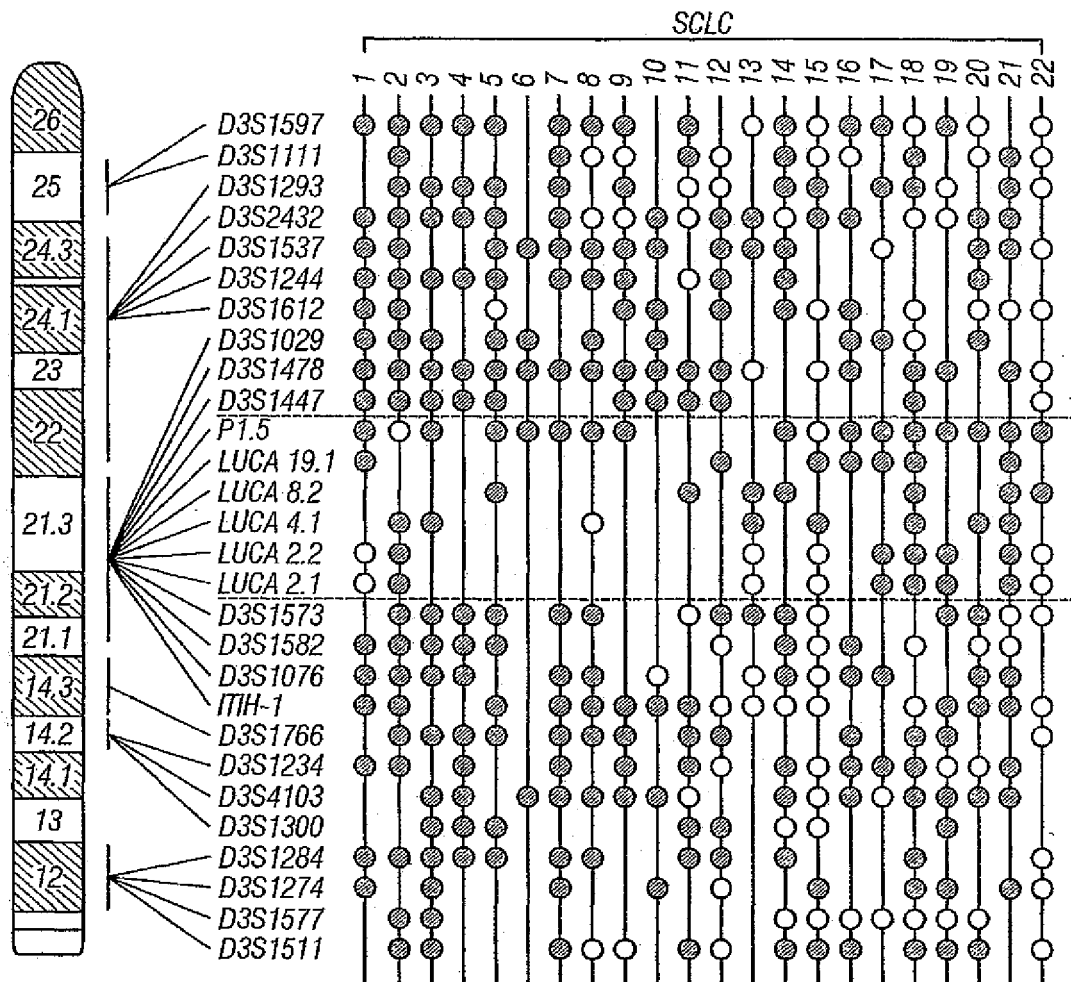 SCLC
1 2 3 4 5 6 7 8 9 10 11 12 13 14 15 16 17 18 19 20 21 22
26
25
24.3
24.1
23
22
21.3
21.2
21.1
14.3
14.2
14.1
13
12
D3S1597
D3S1111
D3S1293
D3S2432
D3S1537
D3S1244
D3S1612
D3S1029
D3S1478
D3S1447
P1.5
LUCA 19.1
LUCA 8.2
LUCA 4.1
LUCA 2.2
LUCA 2.1
D3S1573
D3S1582
D3S1076
ITIH-1
D3S1766
D3S1234
D3S4103
D3S1300
D3S1284
D3S1274
D3S1577
D3S1511